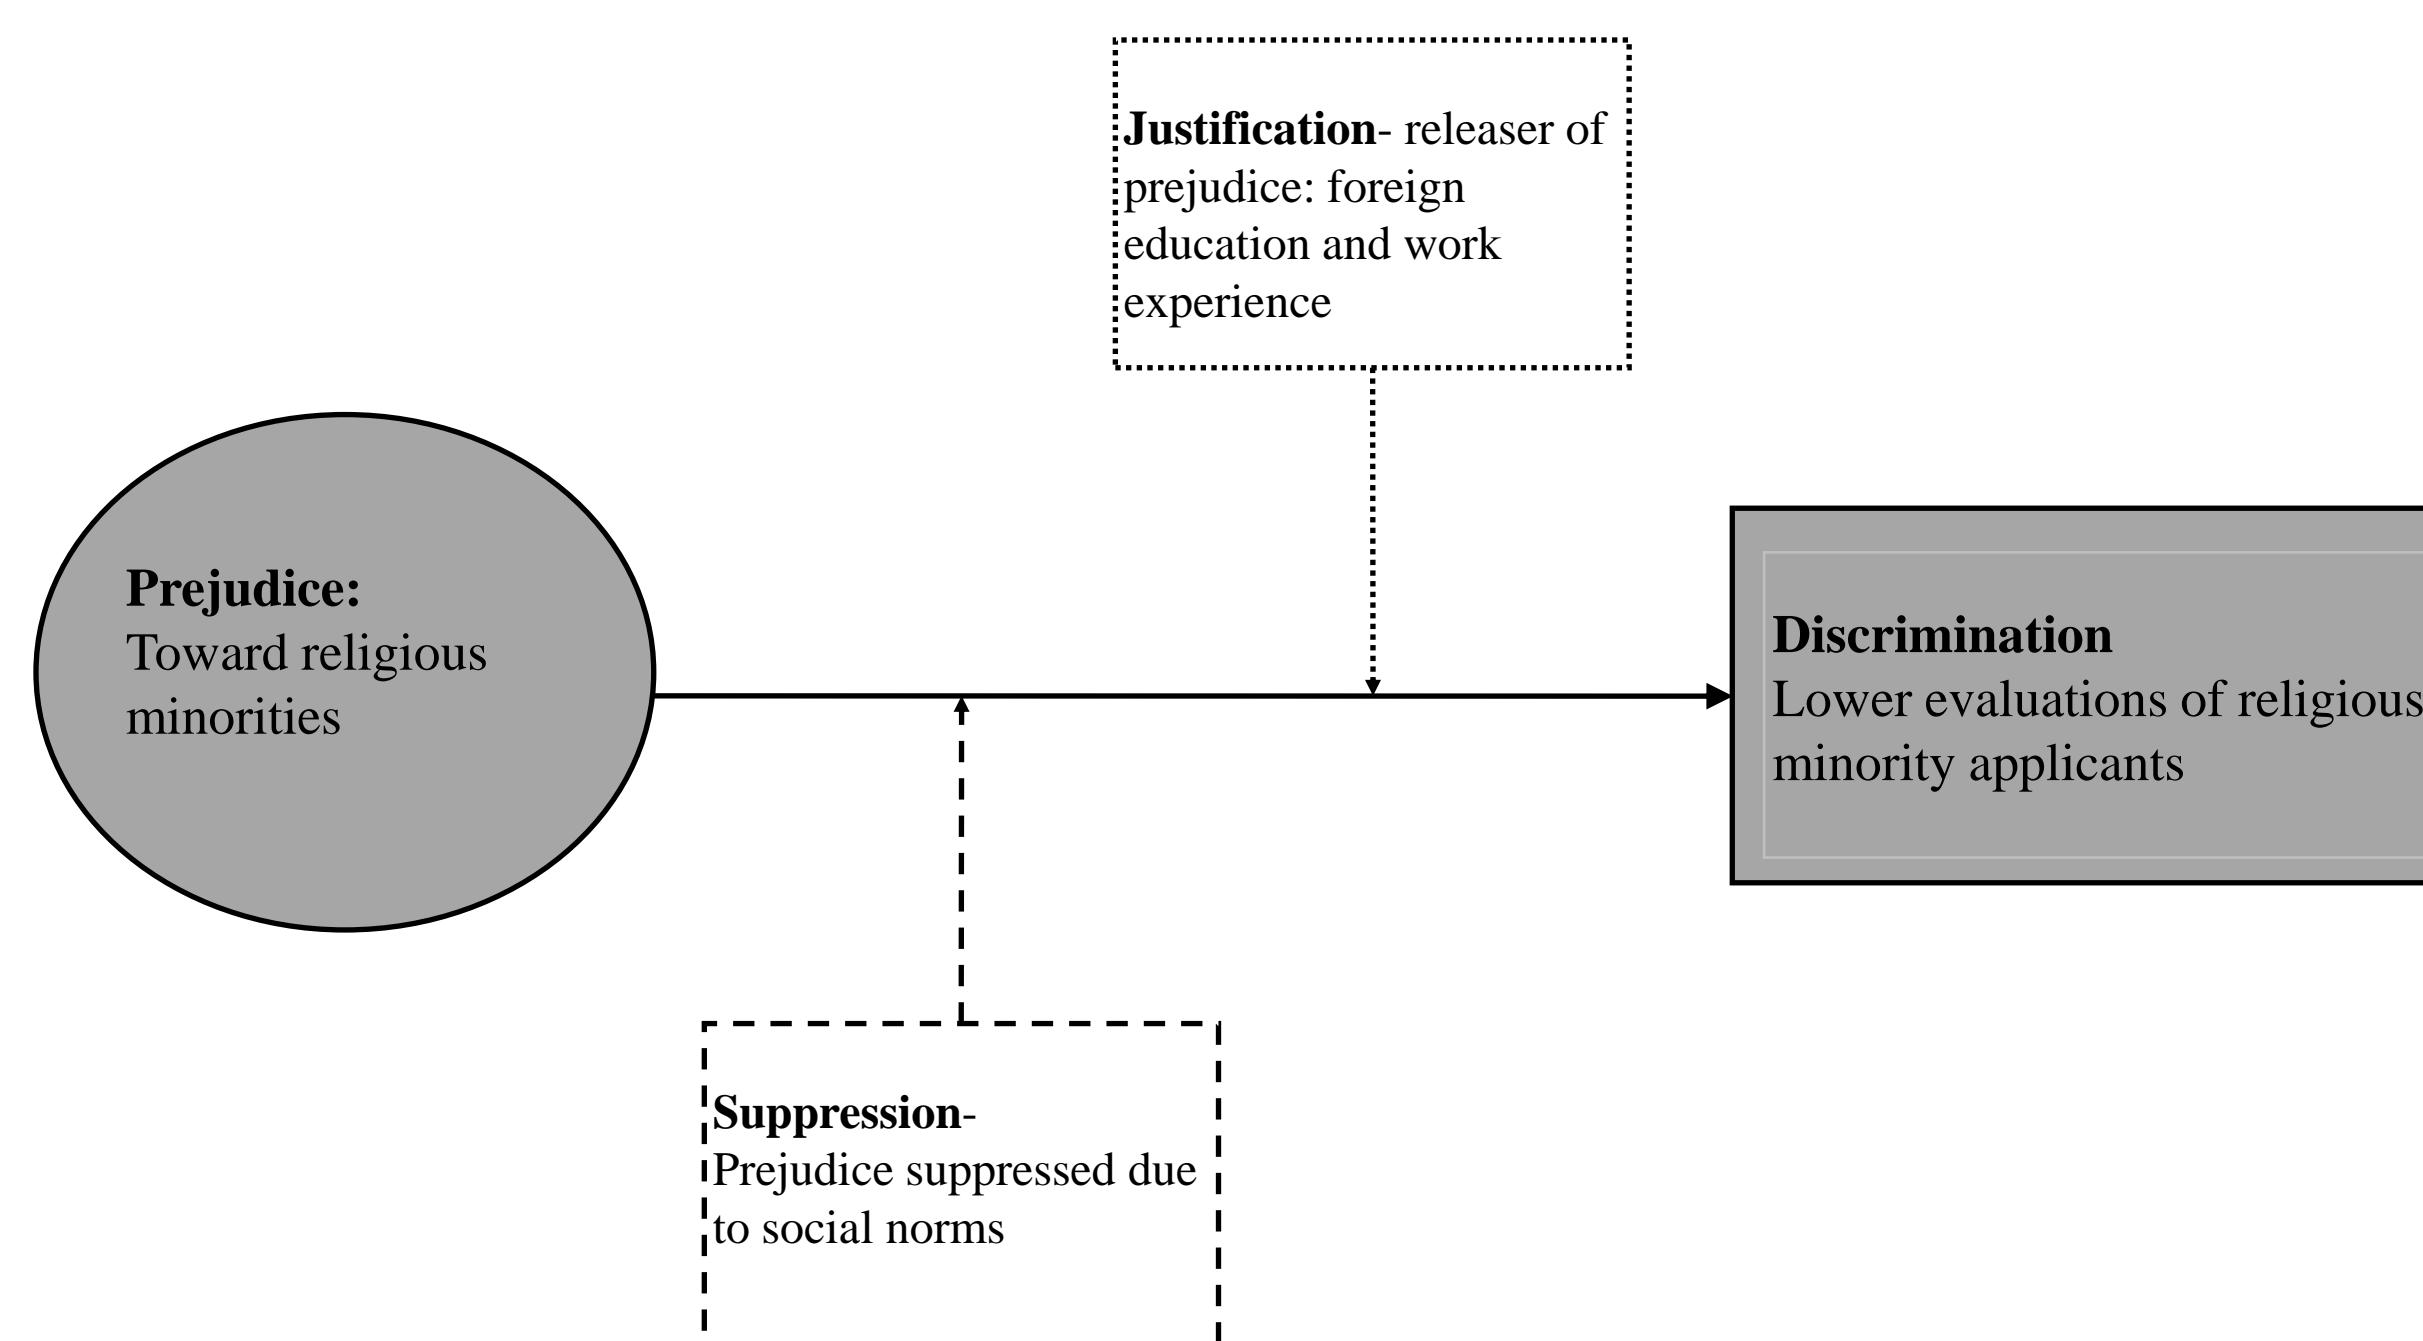 Justification- releaser of
prejudice: foreign
education and work
experience
Prejudice:
Toward religious
minorities
Discrimination
Lower evaluations of religious
minority applicants
Suppression-
Prejudice suppressed due
to social norms